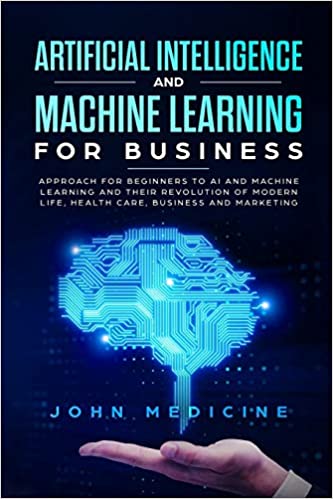 ARTIFICIAL INTELLIGENCE
AND
MACHINE LEARNING
FOR BUSINESS
APPROACH FOR BEGINNERS TO AI AND MACHINE
LEARNING AND THEIR REVOLUTION OF MODERN
LIFE, HEALTH CARE, BUSINESS AND MARKETING
JOHN MEDICINE